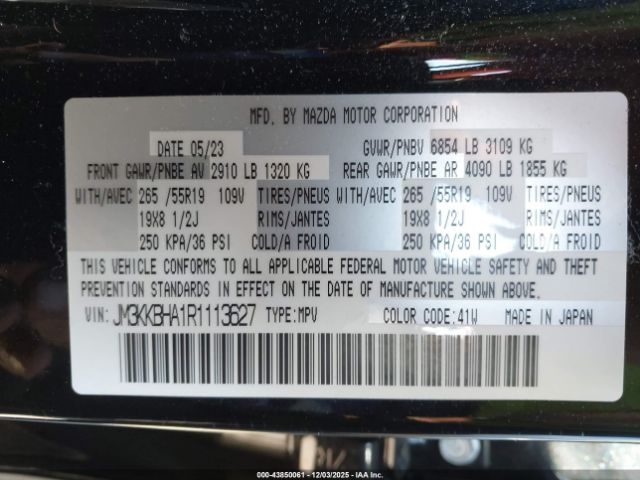 MFD. BY MAZDA MOTOR CORPORATION
DATE 05/23 GVWR/PNBV 6854 LB 3109 KG
FRONT GAWR/PNBE AV 2910 LB 1320 KG REAR GAWR/PNBE AR 4090 LB 1855 KG
WITH/AVEC 265 /55R19 109V TIRES/PNEUS WITH/AVEC 265 /55R19 109V TIRES/PNEUS
19X8 1/2J RIMS/JANTES 19X8 1/2J RIMS/JANTES
250 KPA/36 PSI COLD/A FROID 250 KPA/36 PSI COLD/A FROID
THIS VEHICLE CONFORMS TO ALL APPLICABLE FEDERAL MOTOR VEHICLE SAFETY AND THEFT
PREVENTION STANDARDS IN EFFECT ON THE DATE OF MANUFACTURE SHOWN ABOVE.
VIN: JM3KKBHA1R1113627 TYPE:MPV COLOR CODE:41W MADE IN JAPAN
000-43850061 - 12/03/2025 - IAA Inc.